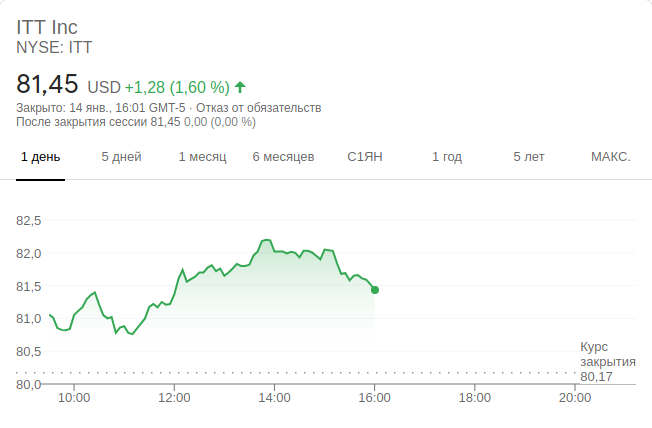 ITT Inc
NYSE: ITT
81,45 USD +1,28 (1,60 %)
Закрыто: 14 янв., 16:01 GMT-5 · Отказ от обязательств
После закрытия сессии 81,45 0,00 (0,00 %)
1 день 5 дней 1 месяц 6 месяцев С1ЯН 1 год 5 лет МАКС.
82,5
82,0
81,5
81,0
80,5
80,0
Курс
закрытия
80,17
10:00 12:00 14:00 16:00 18:00 20:00